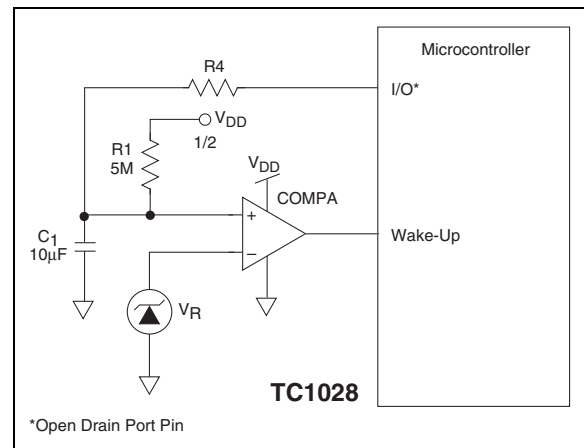 Microcontroller
R4
I/O*
VDD
R1
5M
1/2
VDD
COMPA
+
C1
10µF
–
Wake-Up
VR
TC1028
*Open Drain Port Pin